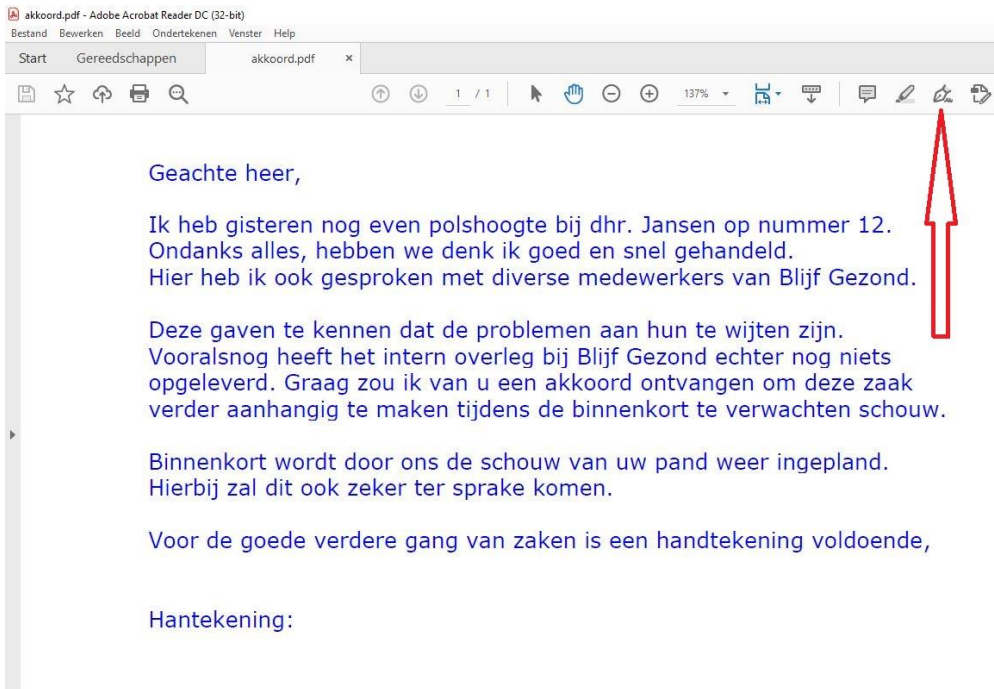 akkoord.pdf - Adobe Acrobat Reader DC (32-bit)
Bestand Bewerken Beeld Ondertekenen Venster Help
Start Gereedschappen akkoord.pdf ×
1 / 1 137%
Geachte heer,
Ik heb gisteren nog even polshoogte bij dhr. Jansen op nummer 12.
Ondanks alles, hebben we denk ik goed en snel gehandeld.
Hier heb ik ook gesproken met diverse medewerkers van Blijf Gezond.
Deze gaven te kennen dat de problemen aan hun te wijten zijn.
Vooralsnog heeft het intern overleg bij Blijf Gezond echter nog niets
opgeleverd. Graag zou ik van u een akkoord ontvangen om deze zaak
verder aanhangig te maken tijdens de binnenkort te verwachten schouw.
Binnenkort wordt door ons de schouw van uw pand weer ingepland.
Hierbij zal dit ook zeker ter sprake komen.
Voor de goede verdere gang van zaken is een handtekening voldoende,
Hantekening: